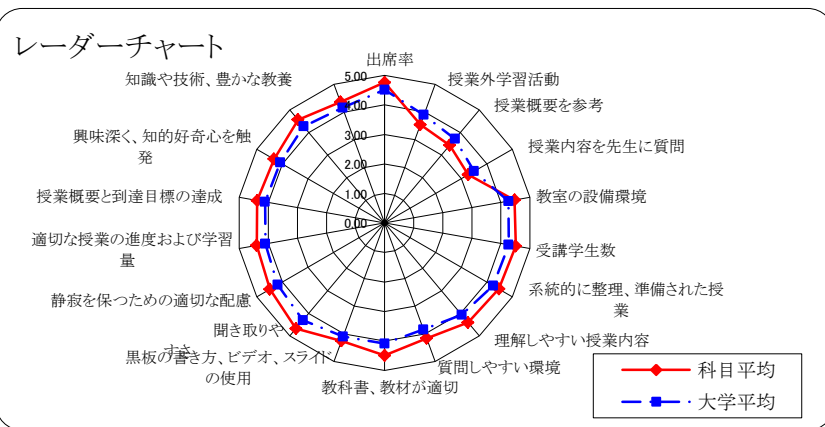 レーダーチャート
出席率
授業外学習活動
授業概要を参考
授業内容を先生に質問
教室の設備環境
受講学生数
系統的に整理、準備された授
業
理解しやすい授業内容
質問しやすい環境
教科書、教材が適切
黒板の書き方、ビデオ、スライド
の使用
聞き取りや
すさ
静寂を保つための適切な配慮
適切な授業の進度および学習
量
授業概要と到達目標の達成
興味深く、知的好奇心を触
発
知識や技術、豊かな教養
5.00
4.00
3.00
2.00
1.00
0.00
科目平均
大学平均